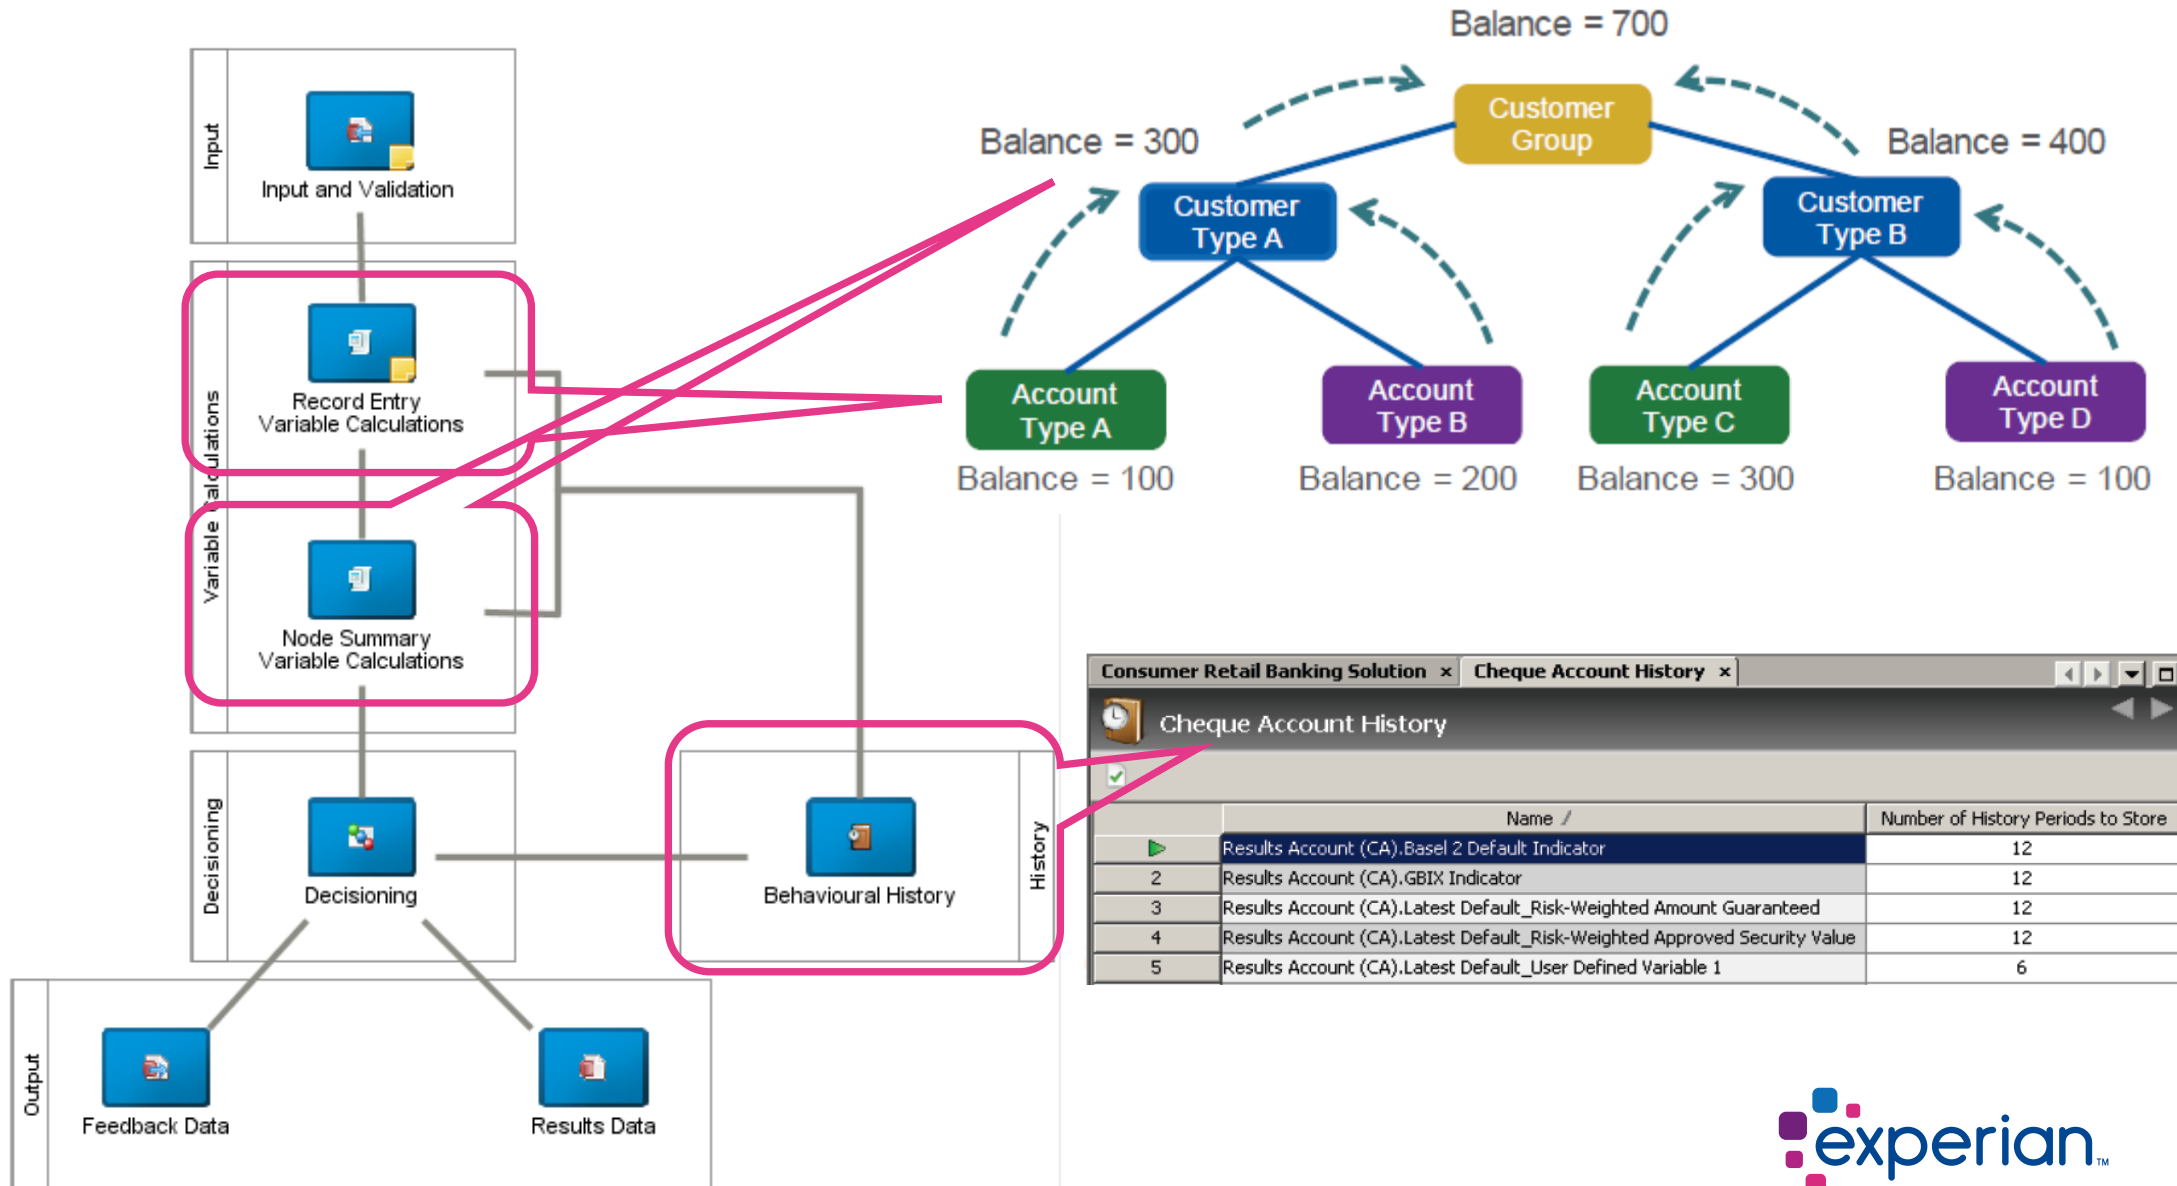 Input
Input and Validation
Variable Calculations
Record Entry
Variable Calculations
Node Summary
Variable Calculations
Decisioning
Decisioning
History
Behavioural History
Output
Feedback Data
Results Data
Balance = 700
Customer
Group
Balance = 300
Balance = 400
Customer
Type A
Customer
Type B
Account
Type A
Account
Type B
Account
Type C
Account
Type D
Balance = 100
Balance = 200
Balance = 300
Balance = 100
Consumer Retail Banking Solution x Cheque Account History x
Cheque Account History
Name / Number of History Periods to Store
Results Account (CA).Basel 2 Default Indicator 12
2 Results Account (CA).GBIX Indicator 12
3 Results Account (CA).Latest Default_Risk-Weighted Amount Guaranteed 12
4 Results Account (CA).Latest Default_Risk-Weighted Approved Security Value 12
5 Results Account (CA).Latest Default_User Defined Variable 1 6
experian™